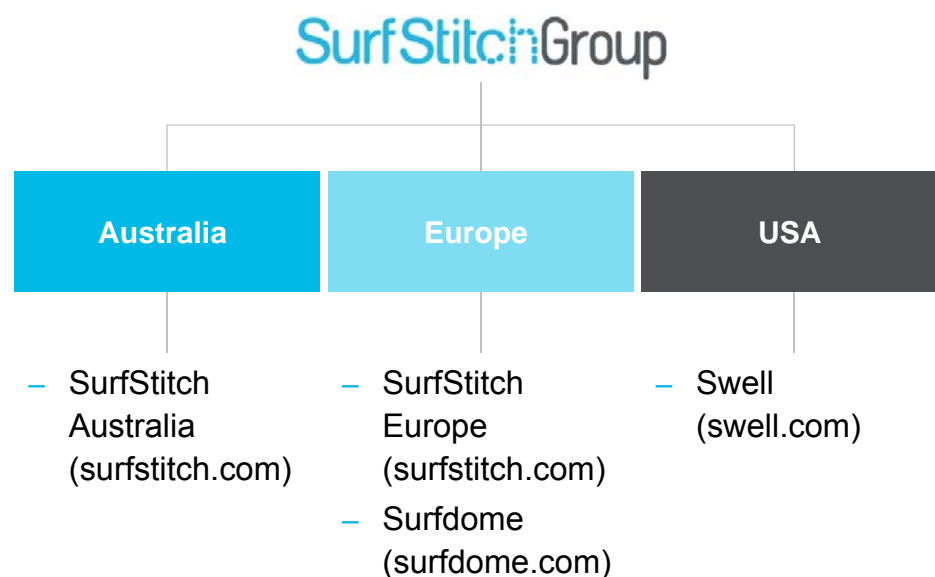 SurfStitchGroup
Australia
Europe
USA
– SurfStitch
Australia
(surfstitch.com)
– SurfStitch
Europe
(surfstitch.com)
– Surfdome
(surfdome.com)
– Swell
(swell.com)